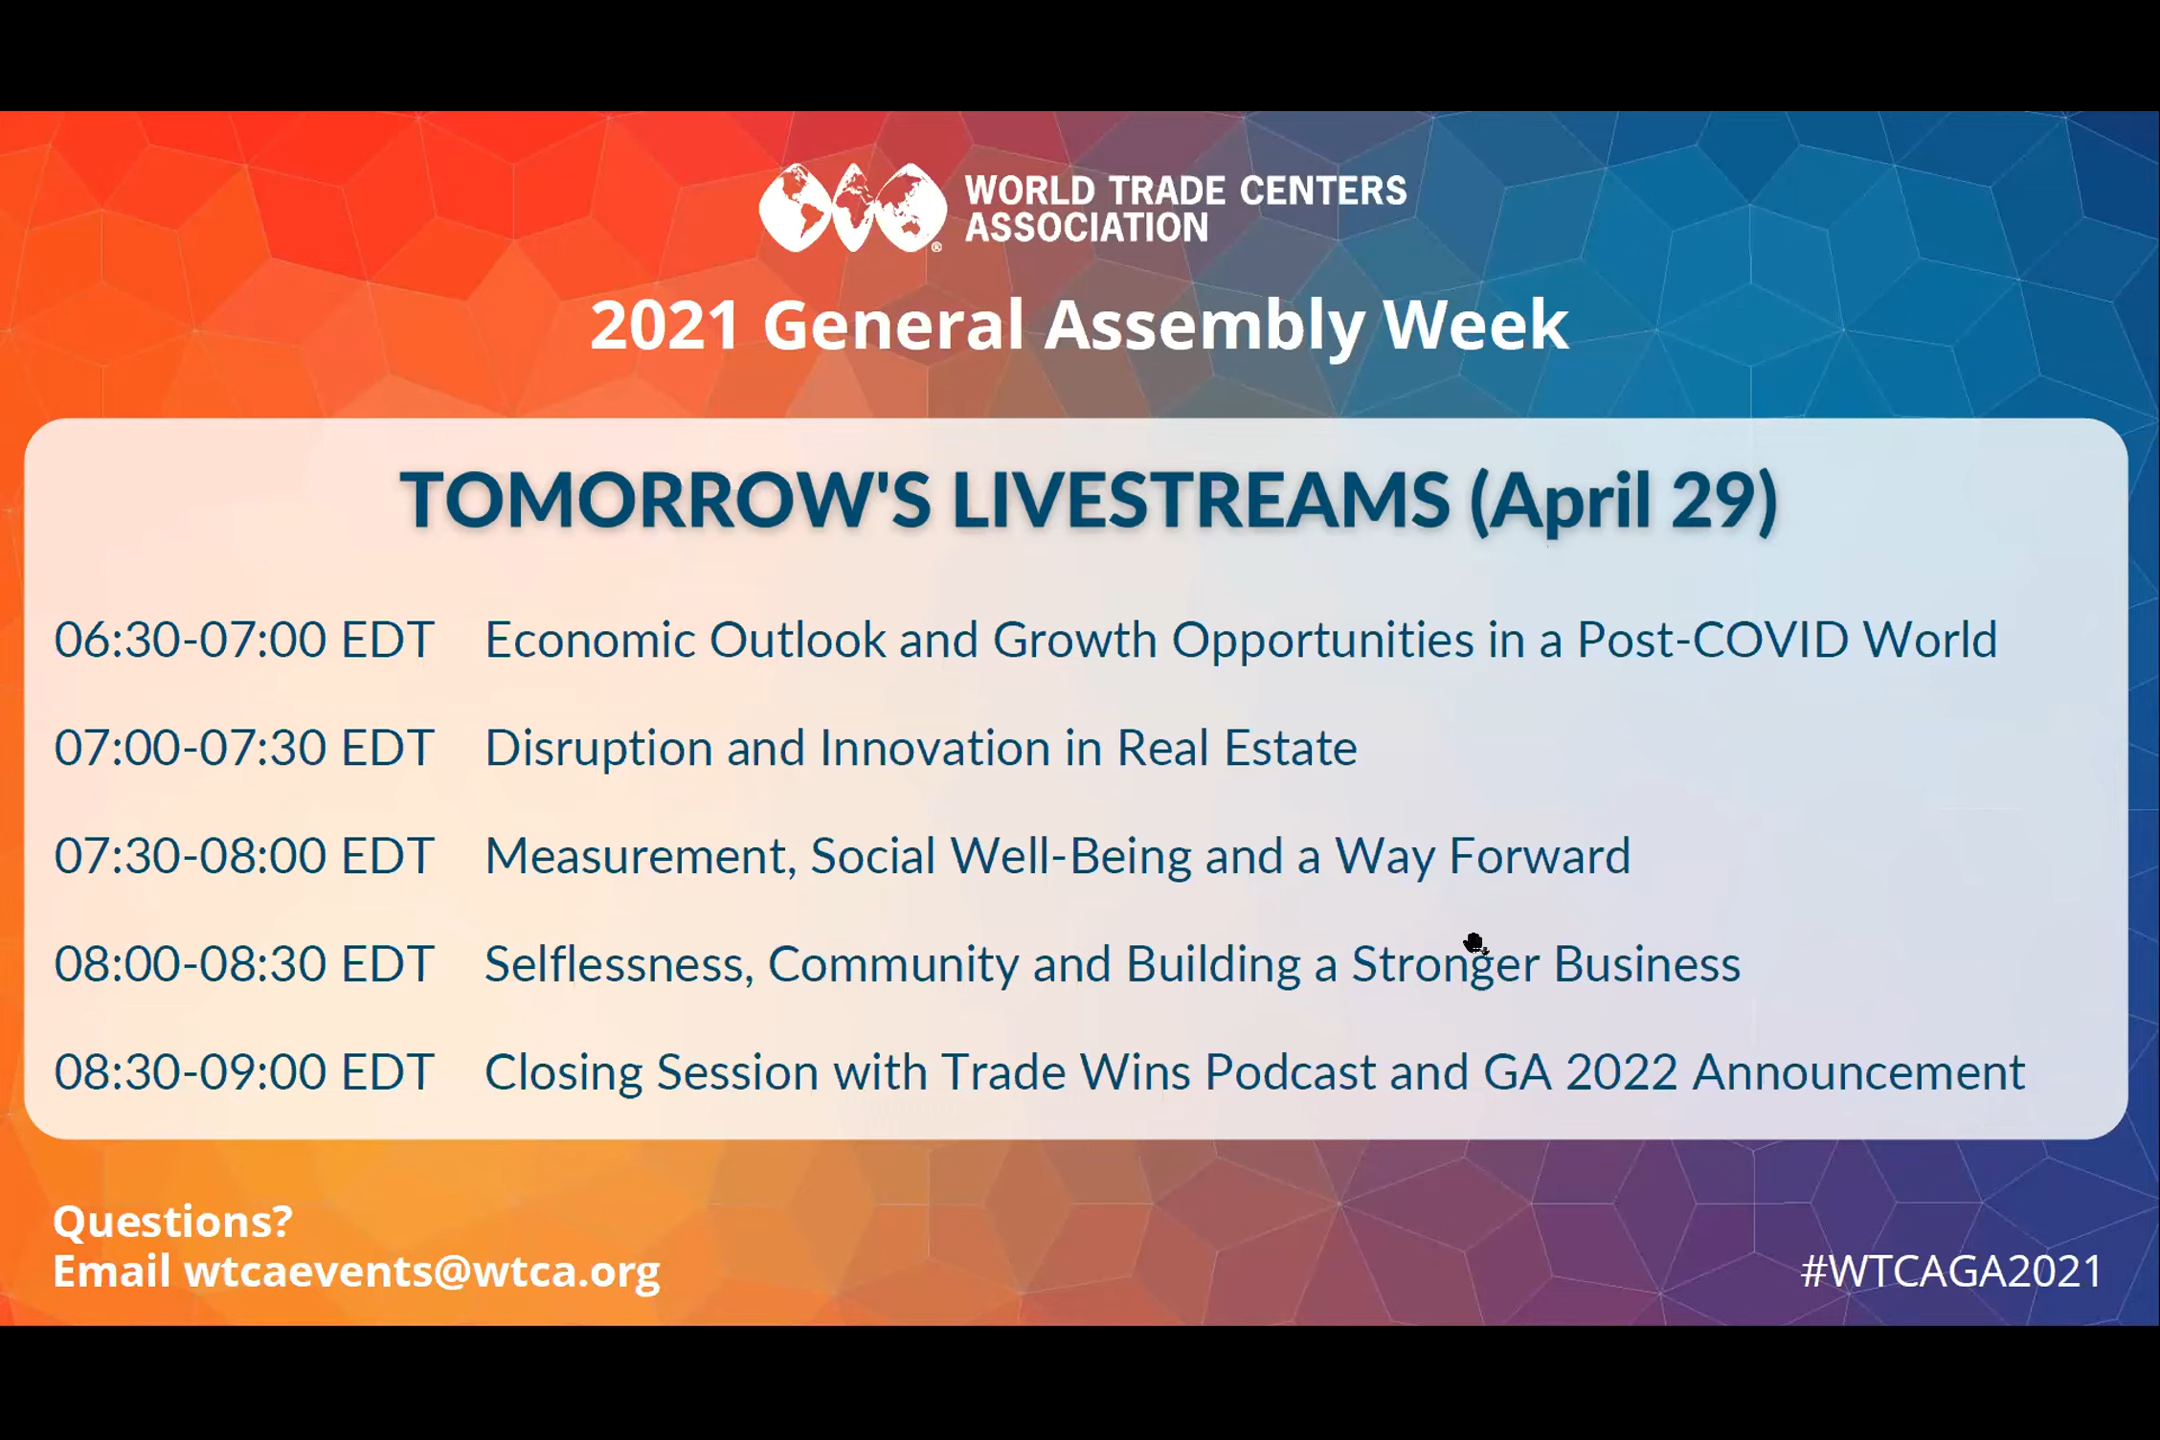 WORLD TRADE CENTERS
ASSOCIATION
®
2021 General Assembly Week
TOMORROW'S LIVESTREAMS (April 29)
06:30-07:00 EDT Economic Outlook and Growth Opportunities in a Post-COVID World
07:00-07:30 EDT Disruption and Innovation in Real Estate
07:30-08:00 EDT Measurement, Social Well-Being and a Way Forward
08:00-08:30 EDT Selflessness, Community and Building a Stronger Business
08:30-09:00 EDT Closing Session with Trade Wins Podcast and GA 2022 Announcement
Questions?
Email wtcaevents@wtca.org
#WTCAGA2021